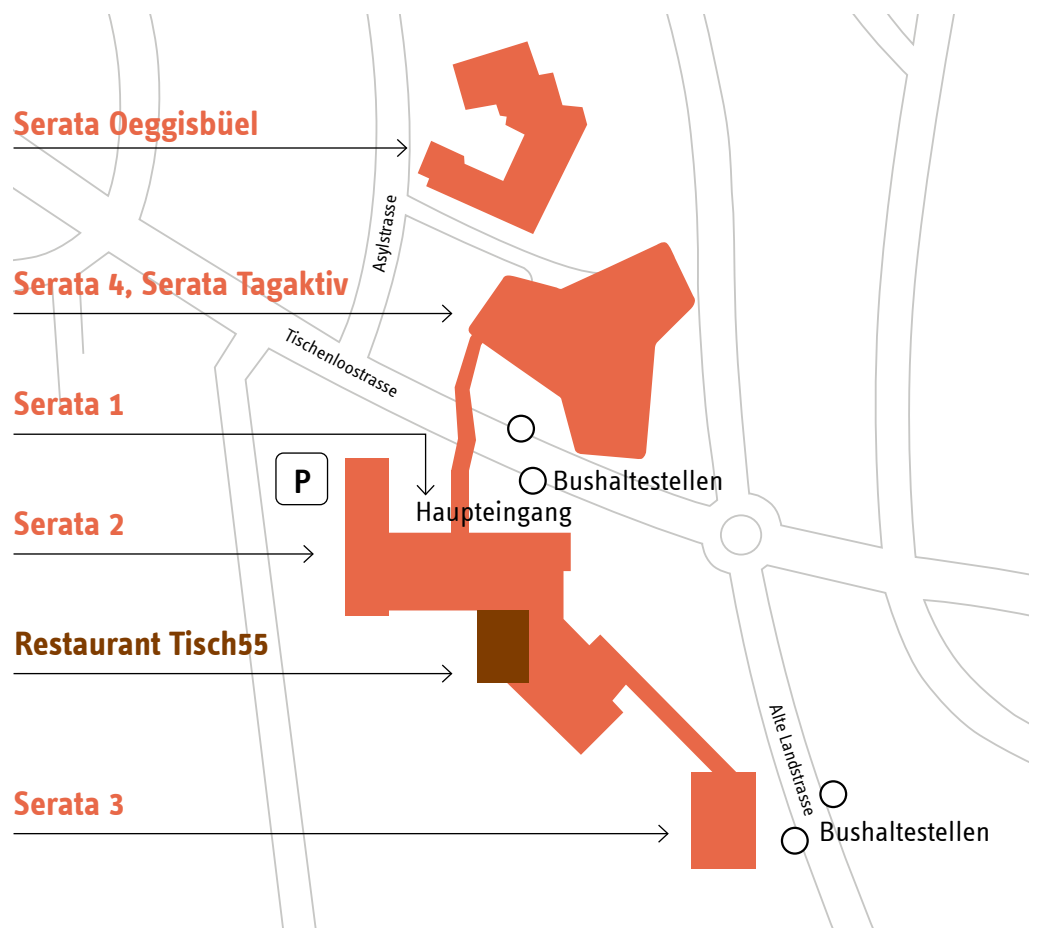 Serata Oeggisbüel
Asylstrasse
Serata 4, Serata Tagaktiv
Tischenloostrasse
Serata 1
P
Bushaltestellen
Haupteingang
Serata 2
Restaurant Tisch55
Alte Landstrasse
Serata 3
Bushaltestellen